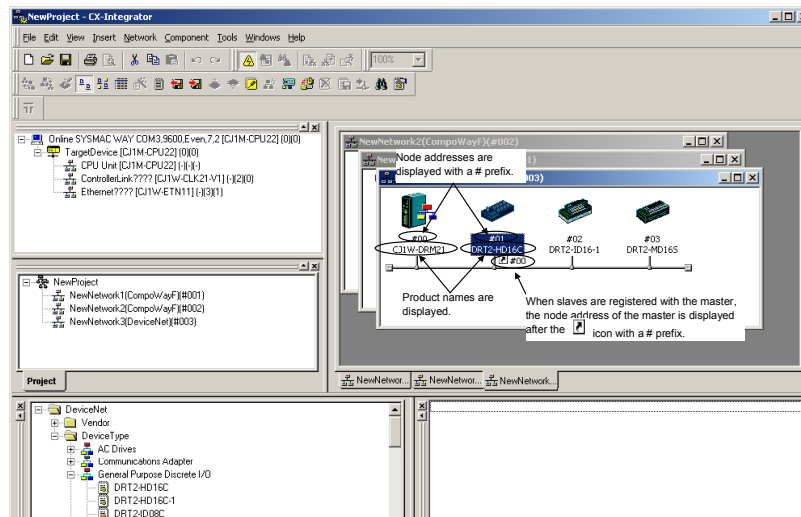 NewProject - CX-Integrator
File Edit View Insert Network Component Tools Windows Help
100%
Online SYSMAC WAY COM3,9600,Even,7,2 [CJ1M-CPU22] (0)(0)
TargetDevice [CJ1M-CPU22] (0)(0)
CPU Unit [CJ1M-CPU22] (-)(-)(-)
ControllerLink???? [CJ1W-CLK21-V1] (-)(2)(0)
Ethernet???? [CJ1W-ETN11] (-)(3)(1)
NewProject
NewNetwork1(CompoWayF)(#001)
NewNetwork2(CompoWayF)(#002)
NewNetwork3(DeviceNet)(#003)
Project
NewNetwork2(CompoWayF)(#002)
Node addresses are
displayed with a # prefix.
#00
CJ1W-DRM21
#01
DRT2-HD16C
#00
#02
DRT2-ID16-1
#03
DRT2-MD16S
Product names are
displayed.
When slaves are registered with the master,
the node address of the master is displayed
after the icon with a # prefix.
NewNetwor...
NewNetwor...
NewNetwork...
DeviceNet
Vendor
DeviceType
AC Drives
Communications Adapter
General Purpose Discrete I/O
DRT2-HD16C
DRT2-HD16C-1
DRT2-ID08C